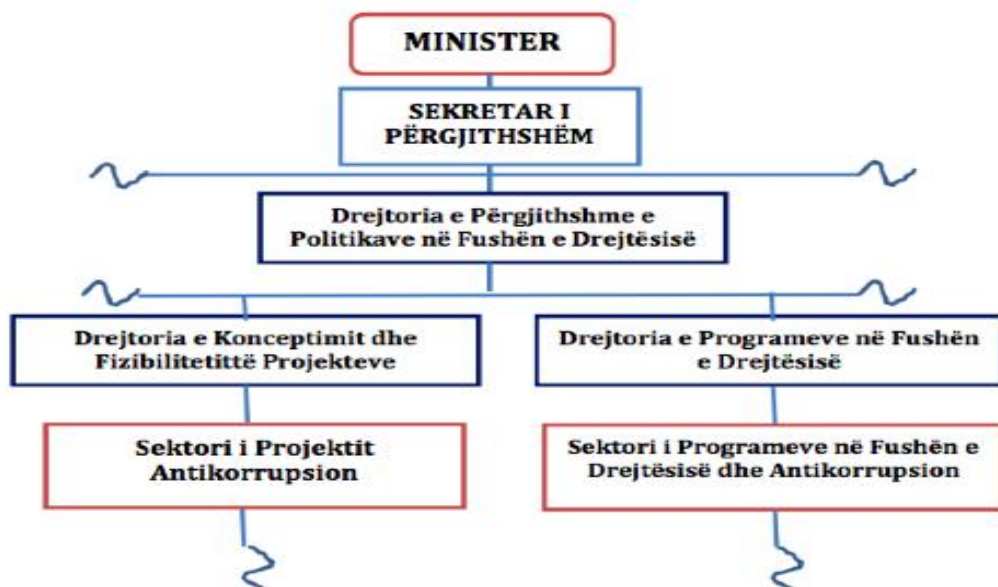 MINISTER
SEKRETAR I
PËRGJITHSHËM
Drejtoria e Përgjithshme e
Politikave në Fushën e Drejtësisë
Drejtoria e Konceptimit dhe
Fizibilitetittë Projekteve
Drejtoria e Programeve në Fushën
e Drejtësisë
Sektori i Projektit
Antikorrupsion
Sektori i Programeve në Fushën e
Drejtësisë dhe Antikorrupsion